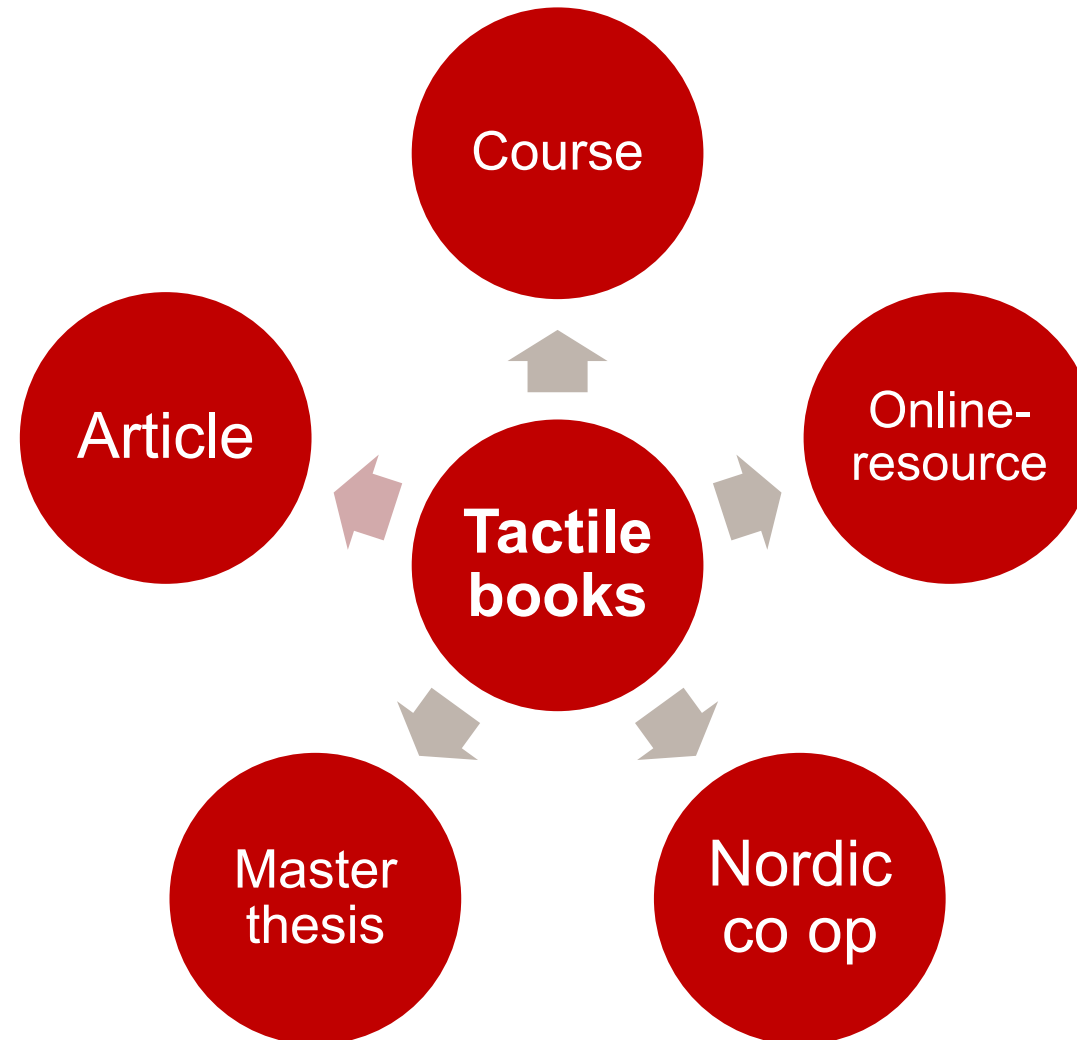 Course
Article
Online-
resource
Tactile
books
Master
thesis
Nordic
co op